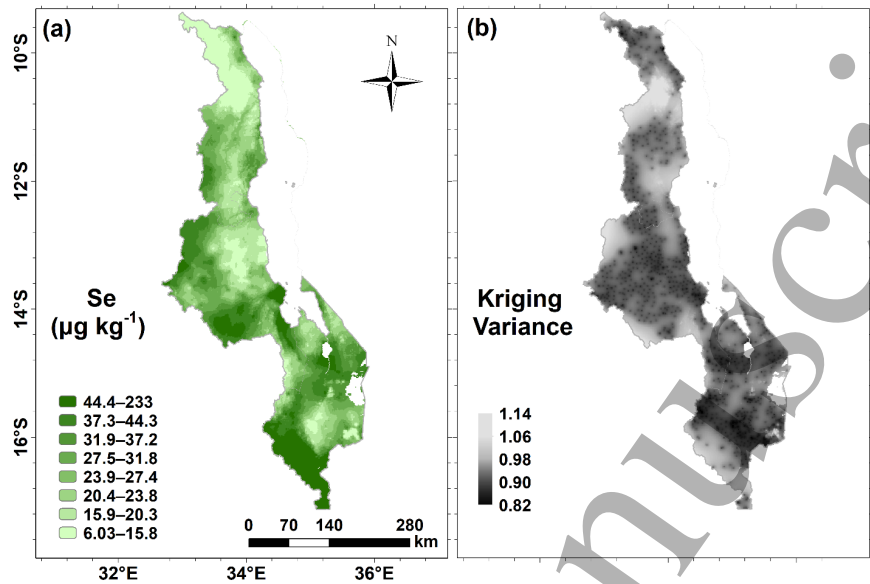 (a)
N
10°S
12°S
14°S
16°S
Se
(µg kg⁻¹)
44.4–233
37.3–44.3
31.9–37.2
27.5–31.8
23.9–27.4
20.4–23.8
15.9–20.3
6.03–15.8
0 70 140 280
km
32°E 34°E 36°E
(b)
Kriging
Variance
1.14
1.06
0.98
0.90
0.82
nuscri